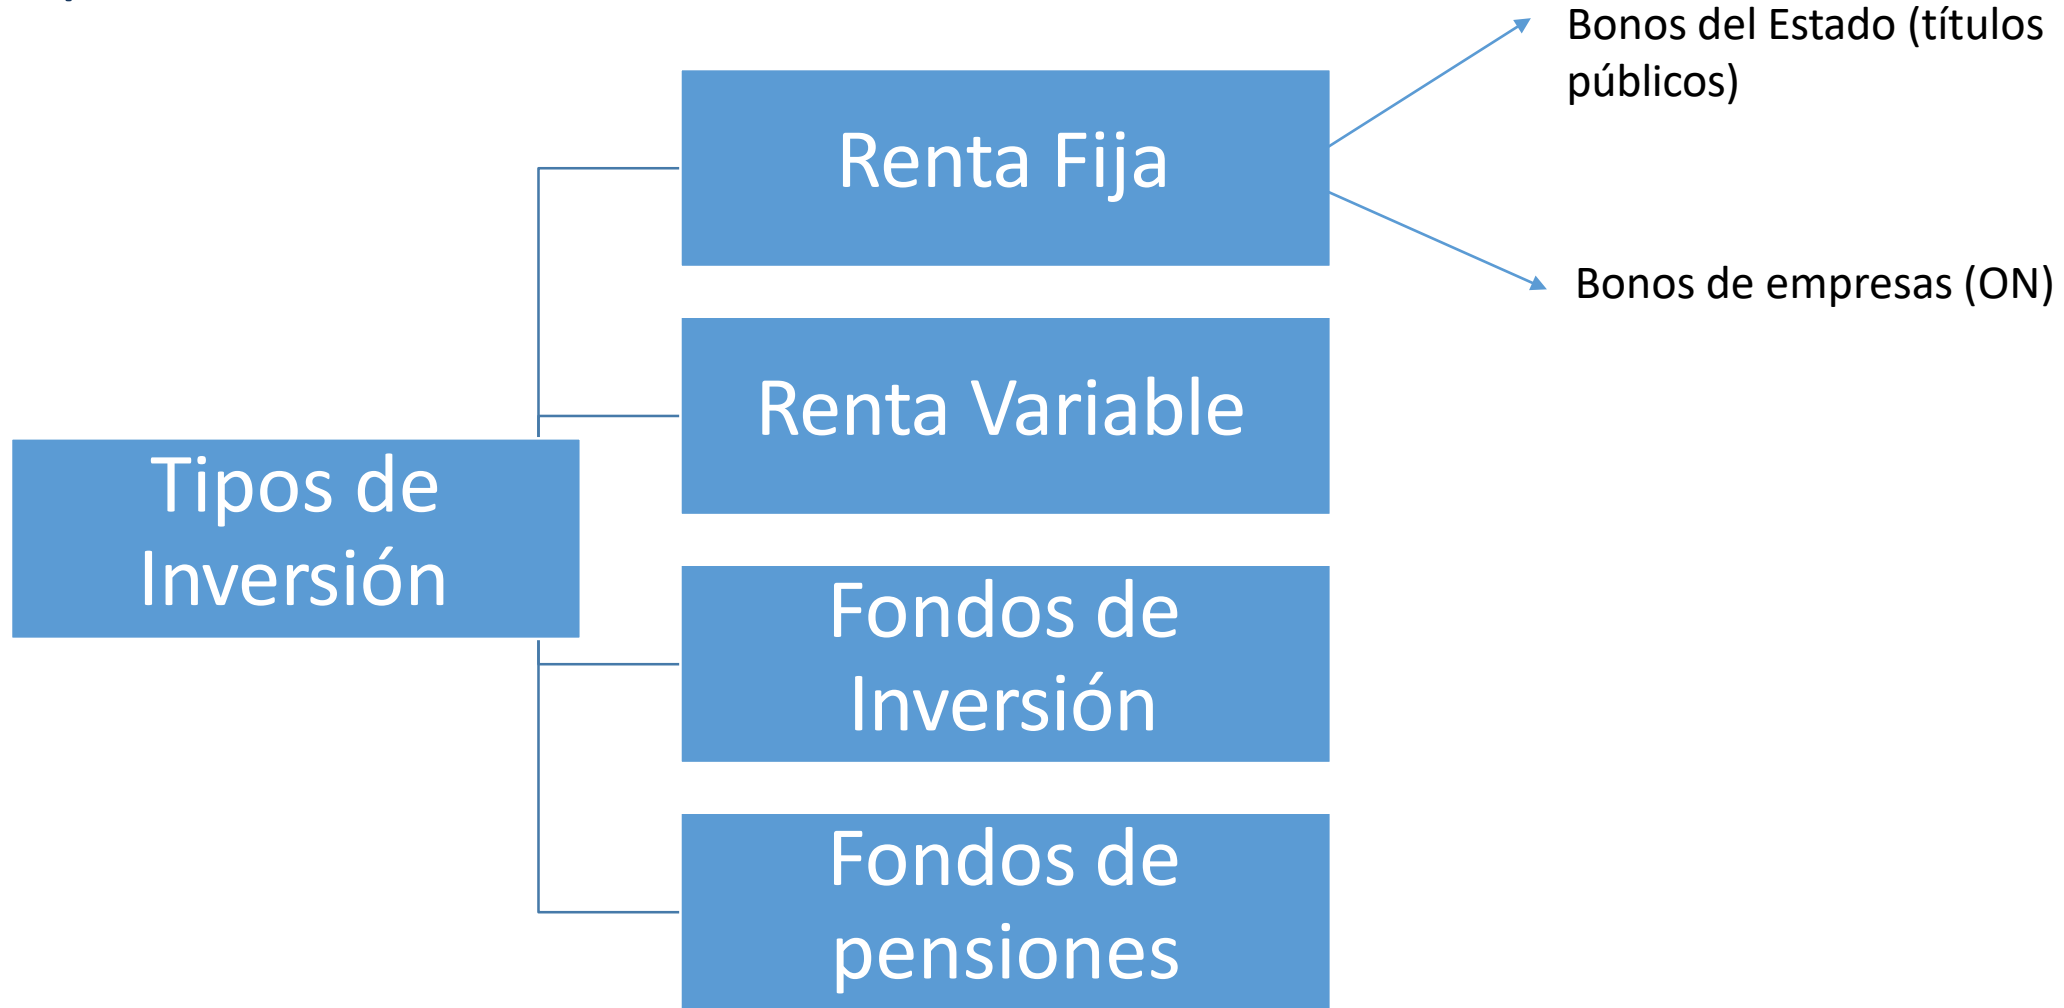 Bonos del Estado (títulos
públicos)
Renta Fija
Bonos de empresas (ON)
Renta Variable
Tipos de
Inversión
Fondos de
Inversión
Fondos de
pensiones